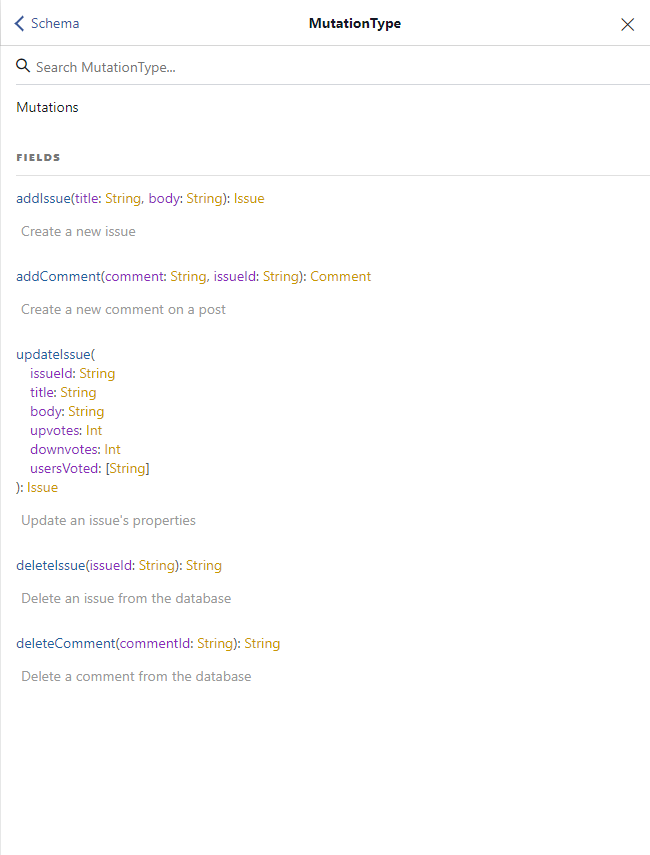 Schema
MutationType
Search MutationType...
Mutations
FIELDS
addIssue(title: String, body: String): Issue
Create a new issue
addComment(comment: String, issueId: String): Comment
Create a new comment on a post
updateIssue(
issueId: String
title: String
body: String
upvotes: Int
downvotes: Int
usersVoted: [String]
): Issue
Update an issue's properties
deleteIssue(issueId: String): String
Delete an issue from the database
deleteComment(commentId: String): String
Delete a comment from the database